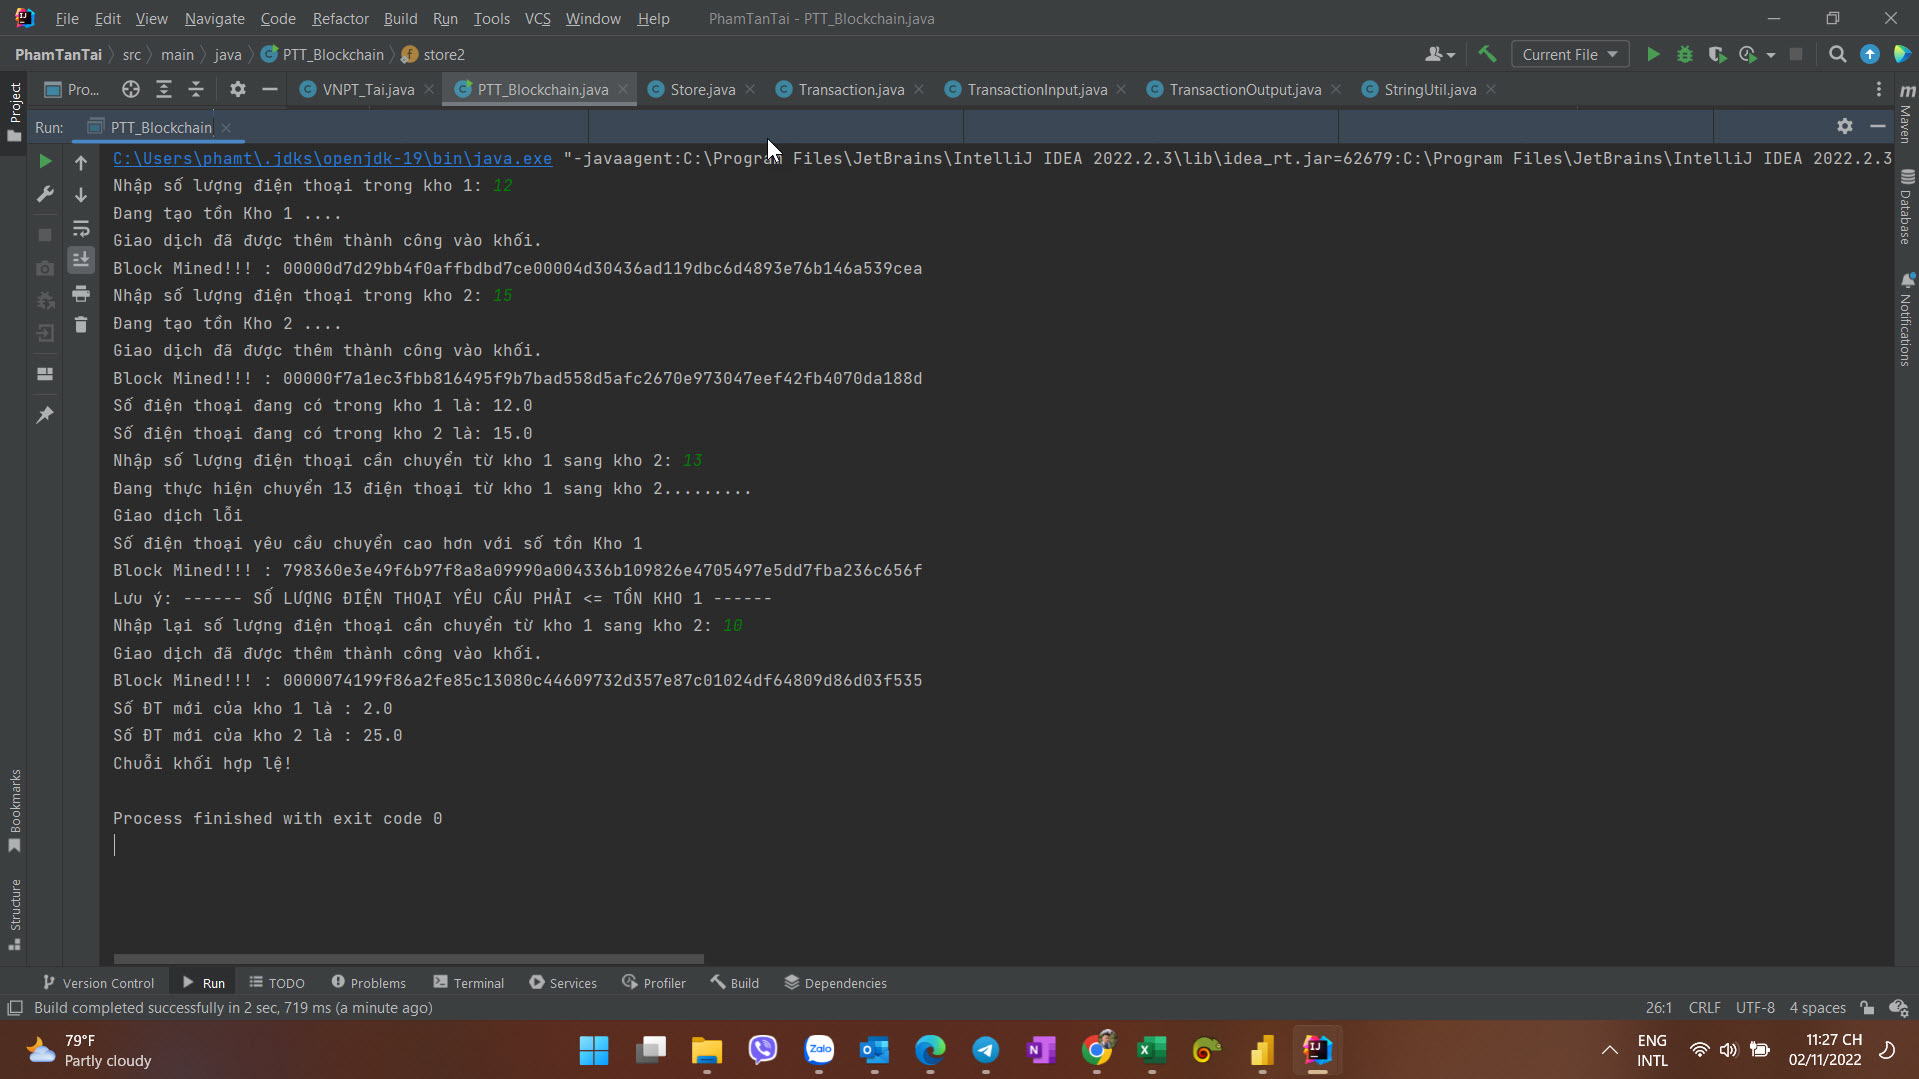 File Edit View Navigate Code Refactor Build Run Tools VCS Window Help PhamTanTai - PTT_Blockchain.java
PhamTanTai src main java PTT_Blockchain store2 Current File
Project Pro... VNPT_Tai.java PTT_Blockchain.java Store.java Transaction.java TransactionInput.java TransactionOutput.java StringUtil.java
Maven
Run: PTT_Blockchain
C:\Users\phamt\.jdks\openjdk-19\bin\java.exe "-javaagent:C:\Program Files\JetBrains\IntelliJ IDEA 2022.2.3\lib\idea_rt.jar=62679:C:\Program Files\JetBrains\IntelliJ IDEA 2022.2.3
Nhập số lượng điện thoại trong kho 1: 12
Đang tạo tồn Kho 1 ....
Giao dịch đã được thêm thành công vào khối.
Block Mined!!! : 00000d7d29bb4f0affbdbd7ce00004d30436ad119dbc6d4893e76b146a539cea
Nhập số lượng điện thoại trong kho 2: 15
Đang tạo tồn Kho 2 ....
Giao dịch đã được thêm thành công vào khối.
Block Mined!!! : 00000f7a1ec3fbb816495f9b7bad558d5afc2670e973047eef42fb4070da188d
Số điện thoại đang có trong kho 1 là: 12.0
Số điện thoại đang có trong kho 2 là: 15.0
Nhập số lượng điện thoại cần chuyển từ kho 1 sang kho 2: 13
Đang thực hiện chuyển 13 điện thoại từ kho 1 sang kho 2.........
Giao dịch lỗi
Số điện thoại yêu cầu chuyển cao hơn với số tồn Kho 1
Block Mined!!! : 798360e3e49f6b97f8a8a09990a004336b109826e4705497e5dd7fba236c656f
Lưu ý: ------ SỐ LƯỢNG ĐIỆN THOẠI YÊU CẦU PHẢI <= TỒN KHO 1 ------
Nhập lại số lượng điện thoại cần chuyển từ kho 1 sang kho 2: 10
Giao dịch đã được thêm thành công vào khối.
Block Mined!!! : 0000074199f86a2fe85c13080c44609732d357e87c01024df64809d86d03f535
Số ĐT mới của kho 1 là : 2.0
Số ĐT mới của kho 2 là : 25.0
Chuỗi khối hợp lệ!
Process finished with exit code 0
Database
Notifications
Bookmarks
Structure
Version Control Run TODO Problems Terminal Services Profiler Build Dependencies
Build completed successfully in 2 sec, 719 ms (a minute ago) 26:1 CRLF UTF-8 4 spaces
79°F
Partly cloudy
Zalo
ENG
INTL
11:27 CH
02/11/2022